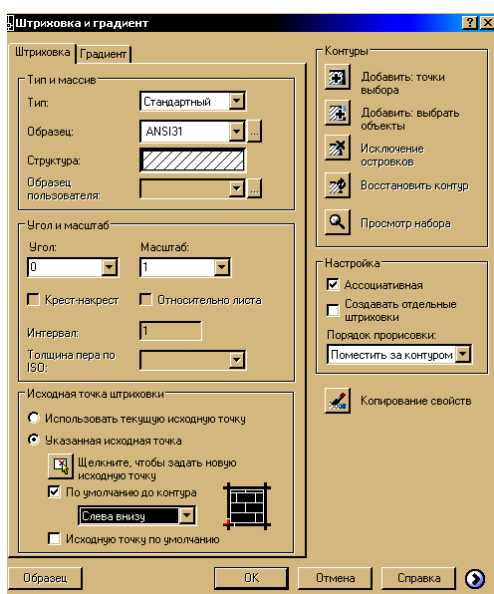 Штриховка и градиент
Штриховка Градиент
Тип и массив
Тип: Стандартный
Образец: ANSI31 ...
Структура:
Образец
пользователя: ...
Угол и масштаб
Угол: Масштаб:
0 1
Крест-накрест Относительно листа
Интервал: 1
Толщина пера по
ISO:
Исходная точка штриховки
Использовать текущую исходную точку
Указанная исходная точка
Щелкните, чтобы задать новую
исходную точку
По умолчанию до контура
Слева внизу
Исходную точку по умолчанию
Контуры
Добавить: точки
выбора
Добавить: выбрать
объекты
Исключение
островков
Восстановить контур
Просмотр набора
Настройка
Ассоциативная
Создавать отдельные
штриховки
Порядок прорисовки:
Поместить за контуром
Копирование свойств
Образец OK Отмена Справка